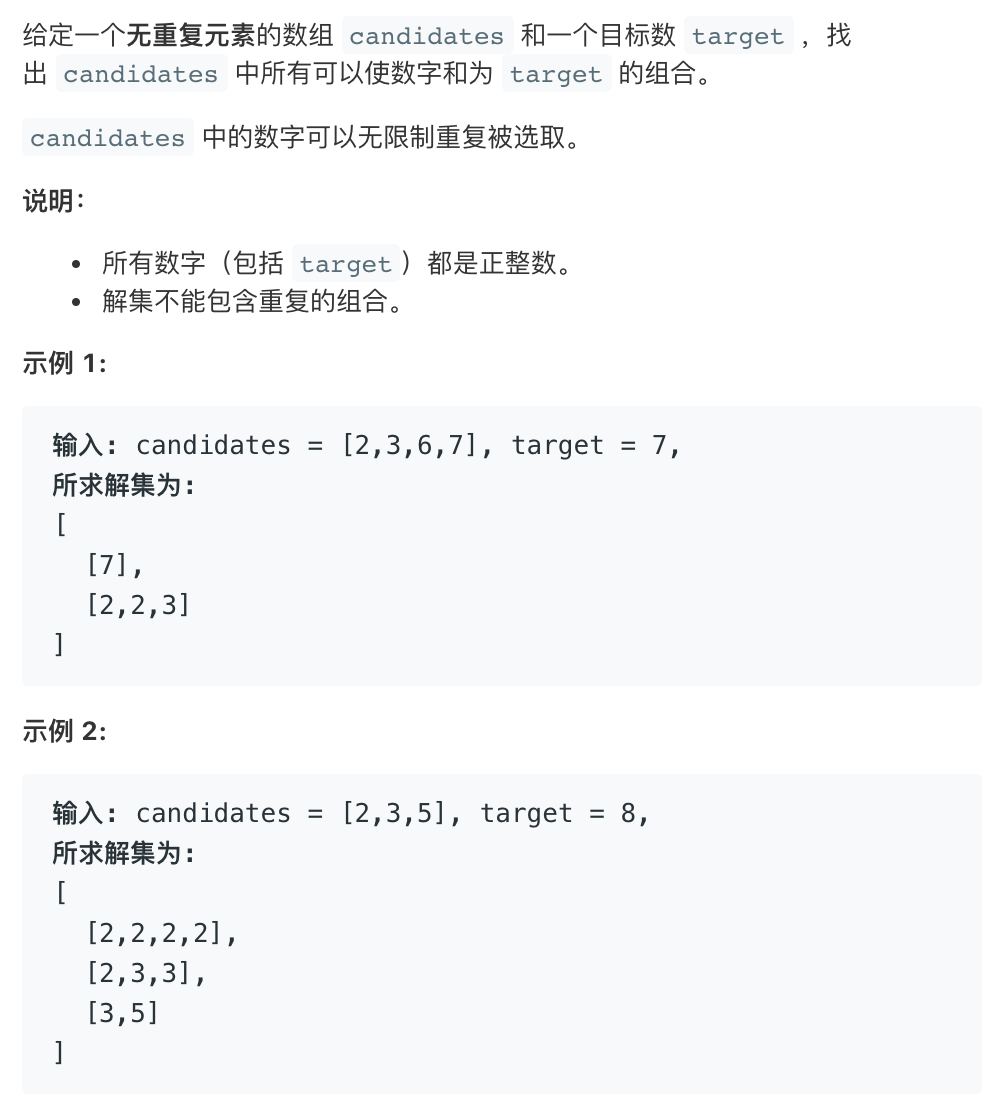 给定一个无重复元素的数组 candidates 和一个目标数 target ，找
出 candidates 中所有可以使数字和为 target 的组合。
candidates 中的数字可以无限制重复被选取。
说明：
• 所有数字（包括 target）都是正整数。
• 解集不能包含重复的组合。
示例 1:
输入: candidates = [2,3,6,7], target = 7,
所求解集为:
[
[7],
[2,2,3]
]
示例 2:
输入: candidates = [2,3,5], target = 8,
所求解集为:
[
[2,2,2,2],
[2,3,3],
[3,5]
]